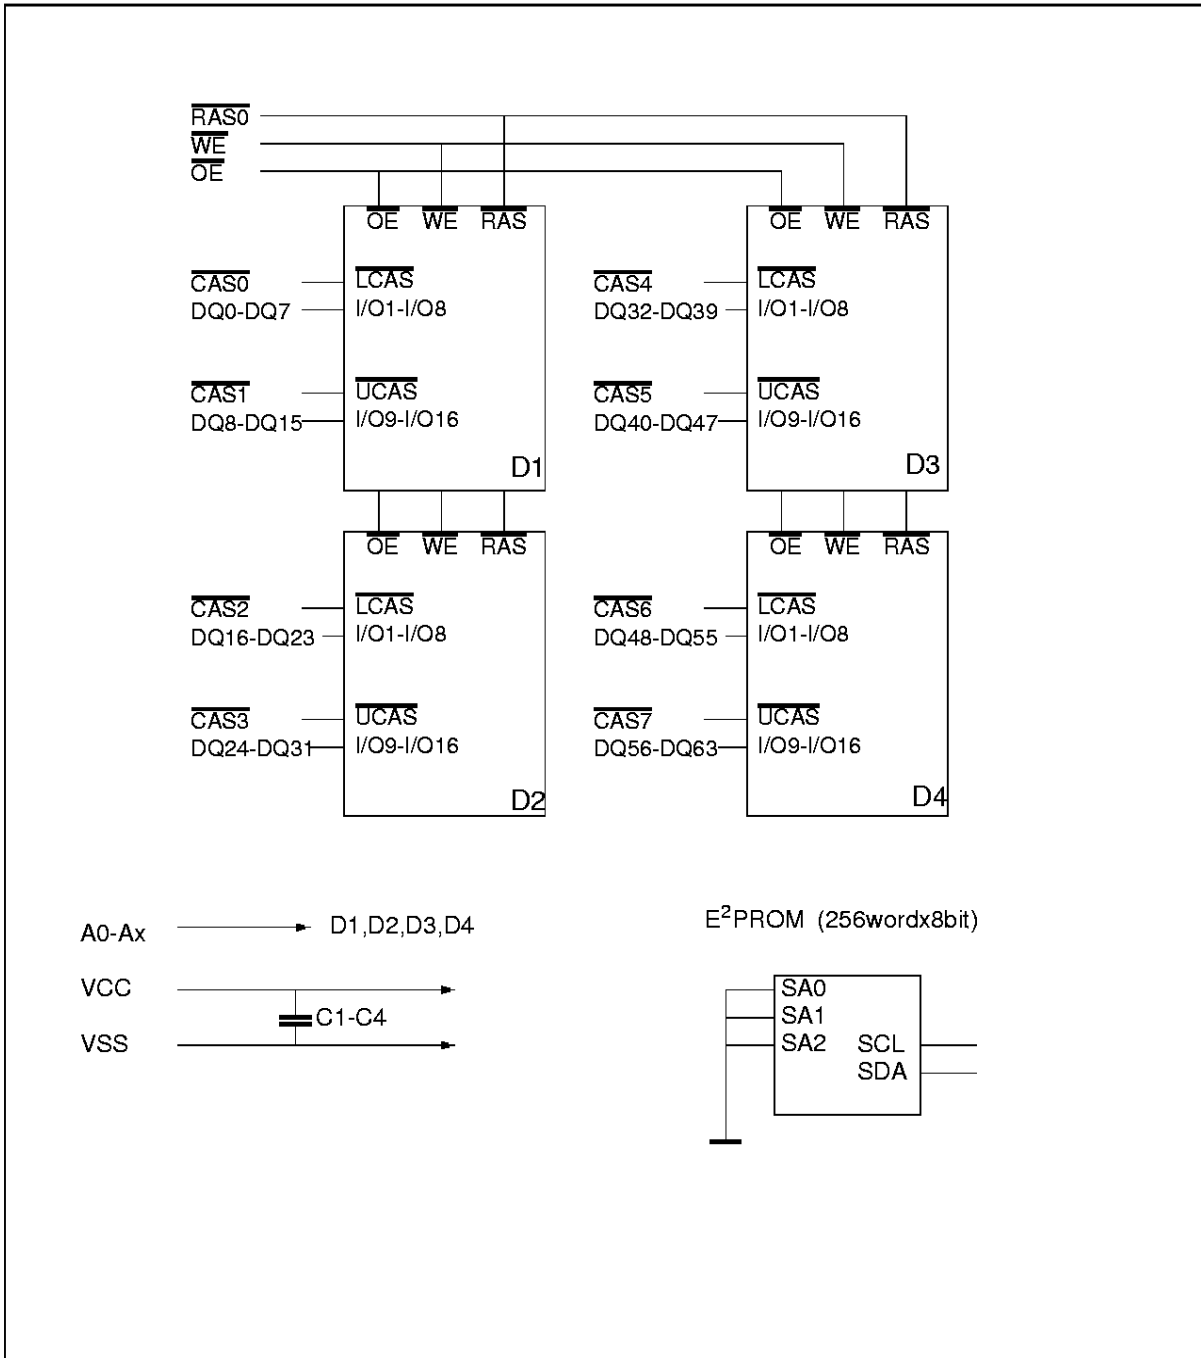 RAS0
WE
OE
OE WE RAS
CAS0
LCAS
DQ0-DQ7
I/O1-I/O8
CAS1
UCAS
DQ8-DQ15
I/O9-I/O16
D1
OE WE RAS
CAS4
LCAS
DQ32-DQ39
I/O1-I/O8
CAS5
UCAS
DQ40-DQ47
I/O9-I/O16
D3
OE WE RAS
CAS2
LCAS
DQ16-DQ23
I/O1-I/O8
CAS3
UCAS
DQ24-DQ31
I/O9-I/O16
D2
OE WE RAS
CAS6
LCAS
DQ48-DQ55
I/O1-I/O8
CAS7
UCAS
DQ56-DQ63
I/O9-I/O16
D4
A0-Ax
D1,D2,D3,D4
VCC
C1-C4
VSS
E²PROM (256wordx8bit)
SA0
SA1
SA2
SCL
SDA